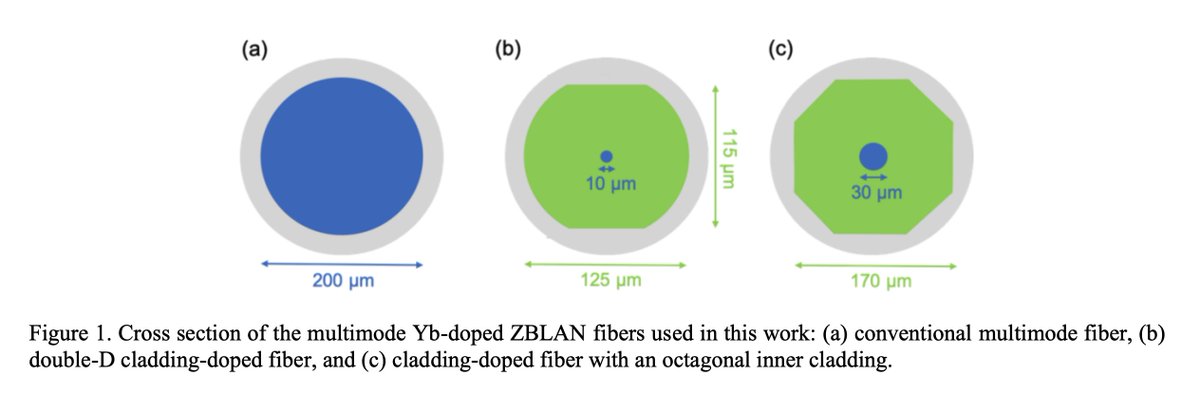 (a)
(b)
(c)
10 μm
115 μm
30 μm
200 μm
125 μm
170 μm
Figure 1. Cross section of the multimode Yb-doped ZBLAN fibers used in this work: (a) conventional multimode fiber, (b)
double-D cladding-doped fiber, and (c) cladding-doped fiber with an octagonal inner cladding.